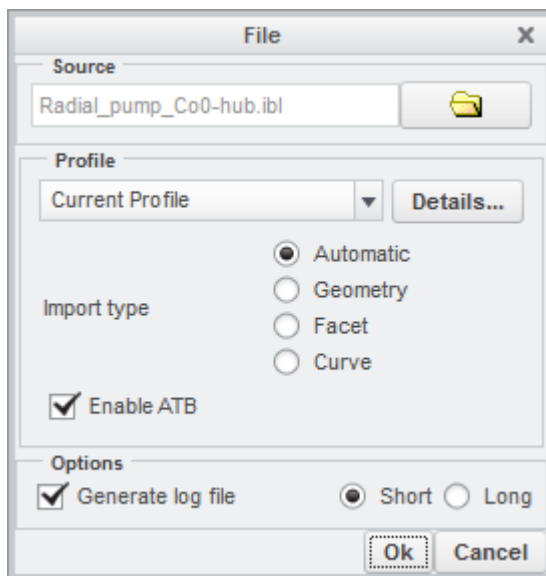 File
Source
Radial_pump_Co0-hub.ibl
Profile
Current Profile Details...
Automatic
Geometry
Import type
Facet
Curve
Enable ATB
Options
Generate log file Short Long
Ok Cancel